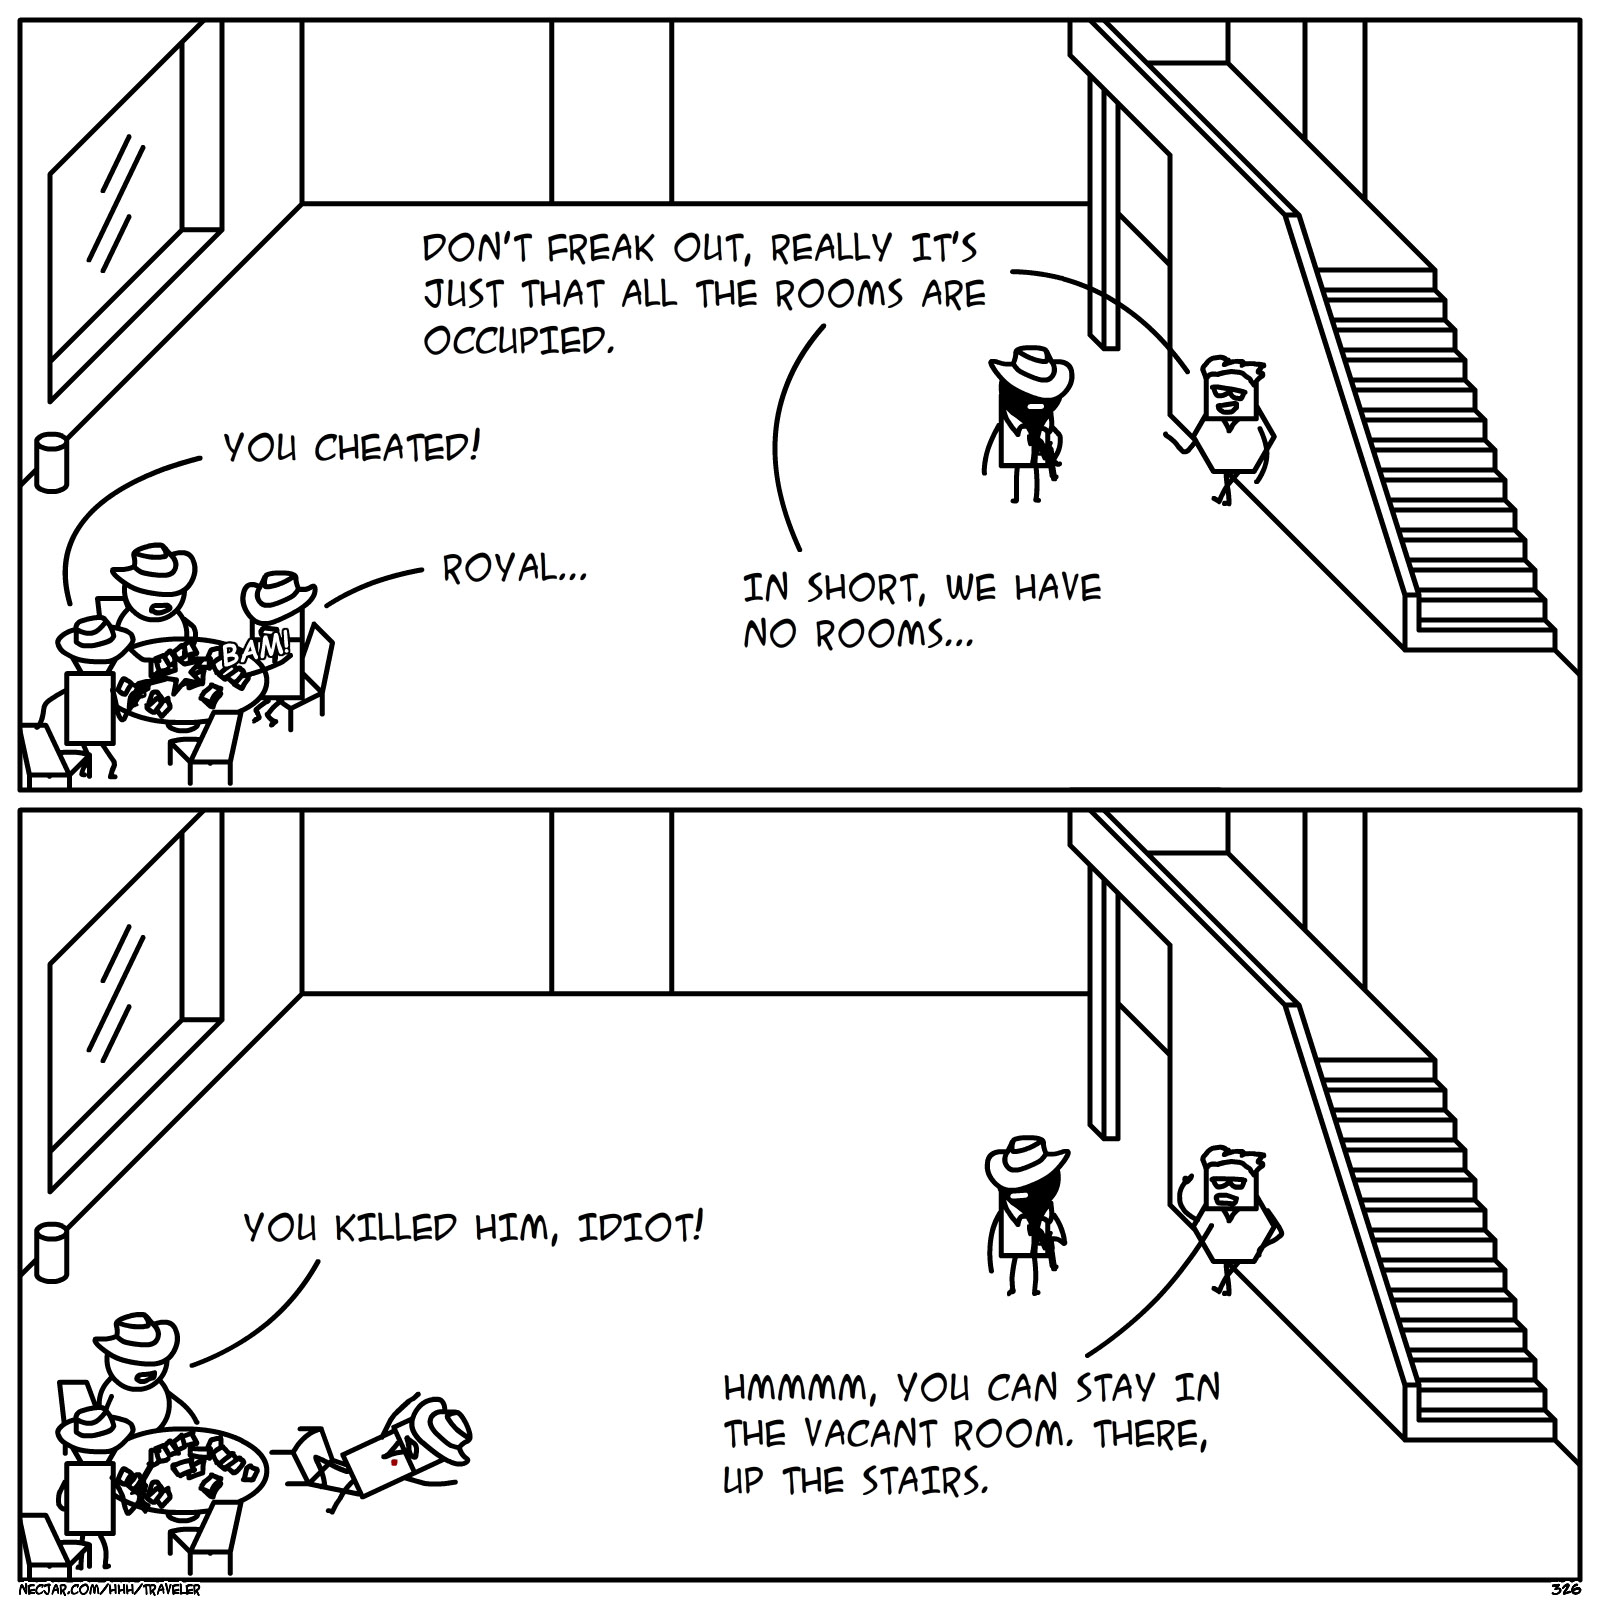 DON'T FREAK OUT, REALLY IT'S
JUST THAT ALL THE ROOMS ARE
OCCUPIED.
YOU CHEATED!
ROYAL...
BAM!
IN SHORT, WE HAVE
NO ROOMS...
YOU KILLED HIM, IDIOT!
HMMMM, YOU CAN STAY IN
THE VACANT ROOM. THERE,
UP THE STAIRS.
NECJAR.COM/HHH/TRAVELER
326